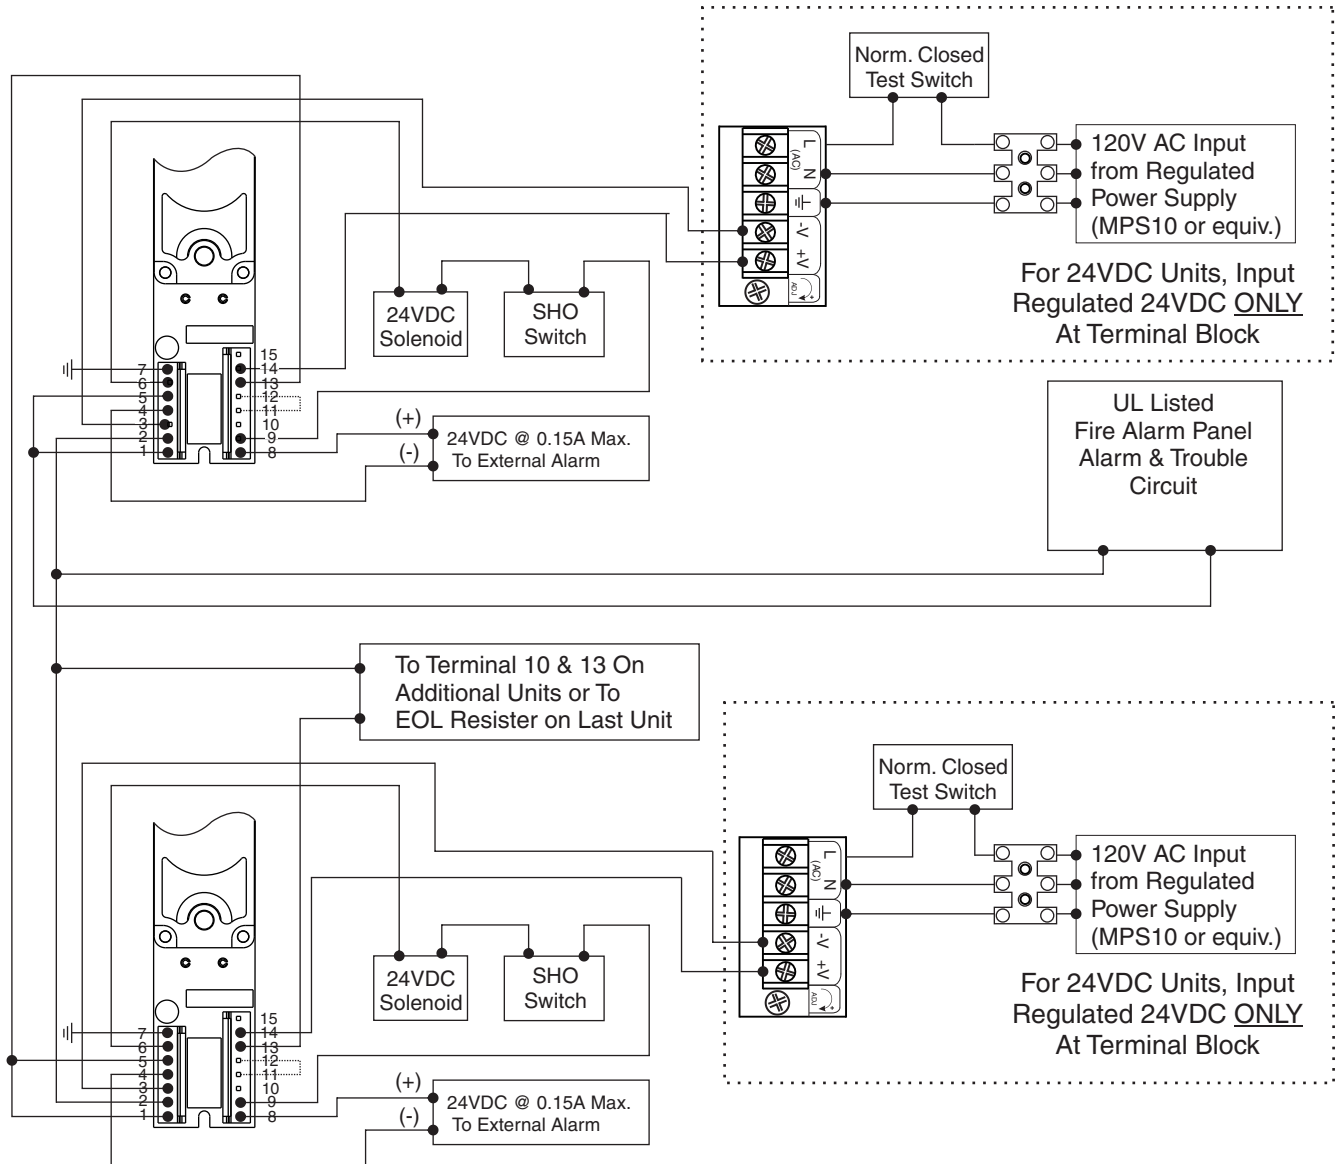 Norm. Closed
Test Switch
L
N
(AC)
-V
+V
ADJ
120V AC Input
from Regulated
Power Supply
(MPS10 or equiv.)
For 24VDC Units, Input
Regulated 24VDC ONLY
At Terminal Block
24VDC
Solenoid
SHO
Switch
7
6
5
4
3
2
1
15
14
13
12
11
10
9
8
(+)
(-)
24VDC @ 0.15A Max.
To External Alarm
UL Listed
Fire Alarm Panel
Alarm & Trouble
Circuit
To Terminal 10 & 13 On
Additional Units or To
EOL Resister on Last Unit
Norm. Closed
Test Switch
L
N
(AC)
-V
+V
ADJ
120V AC Input
from Regulated
Power Supply
(MPS10 or equiv.)
For 24VDC Units, Input
Regulated 24VDC ONLY
At Terminal Block
24VDC
Solenoid
SHO
Switch
7
6
5
4
3
2
1
15
14
13
12
11
10
9
8
(+)
(-)
24VDC @ 0.15A Max.
To External Alarm